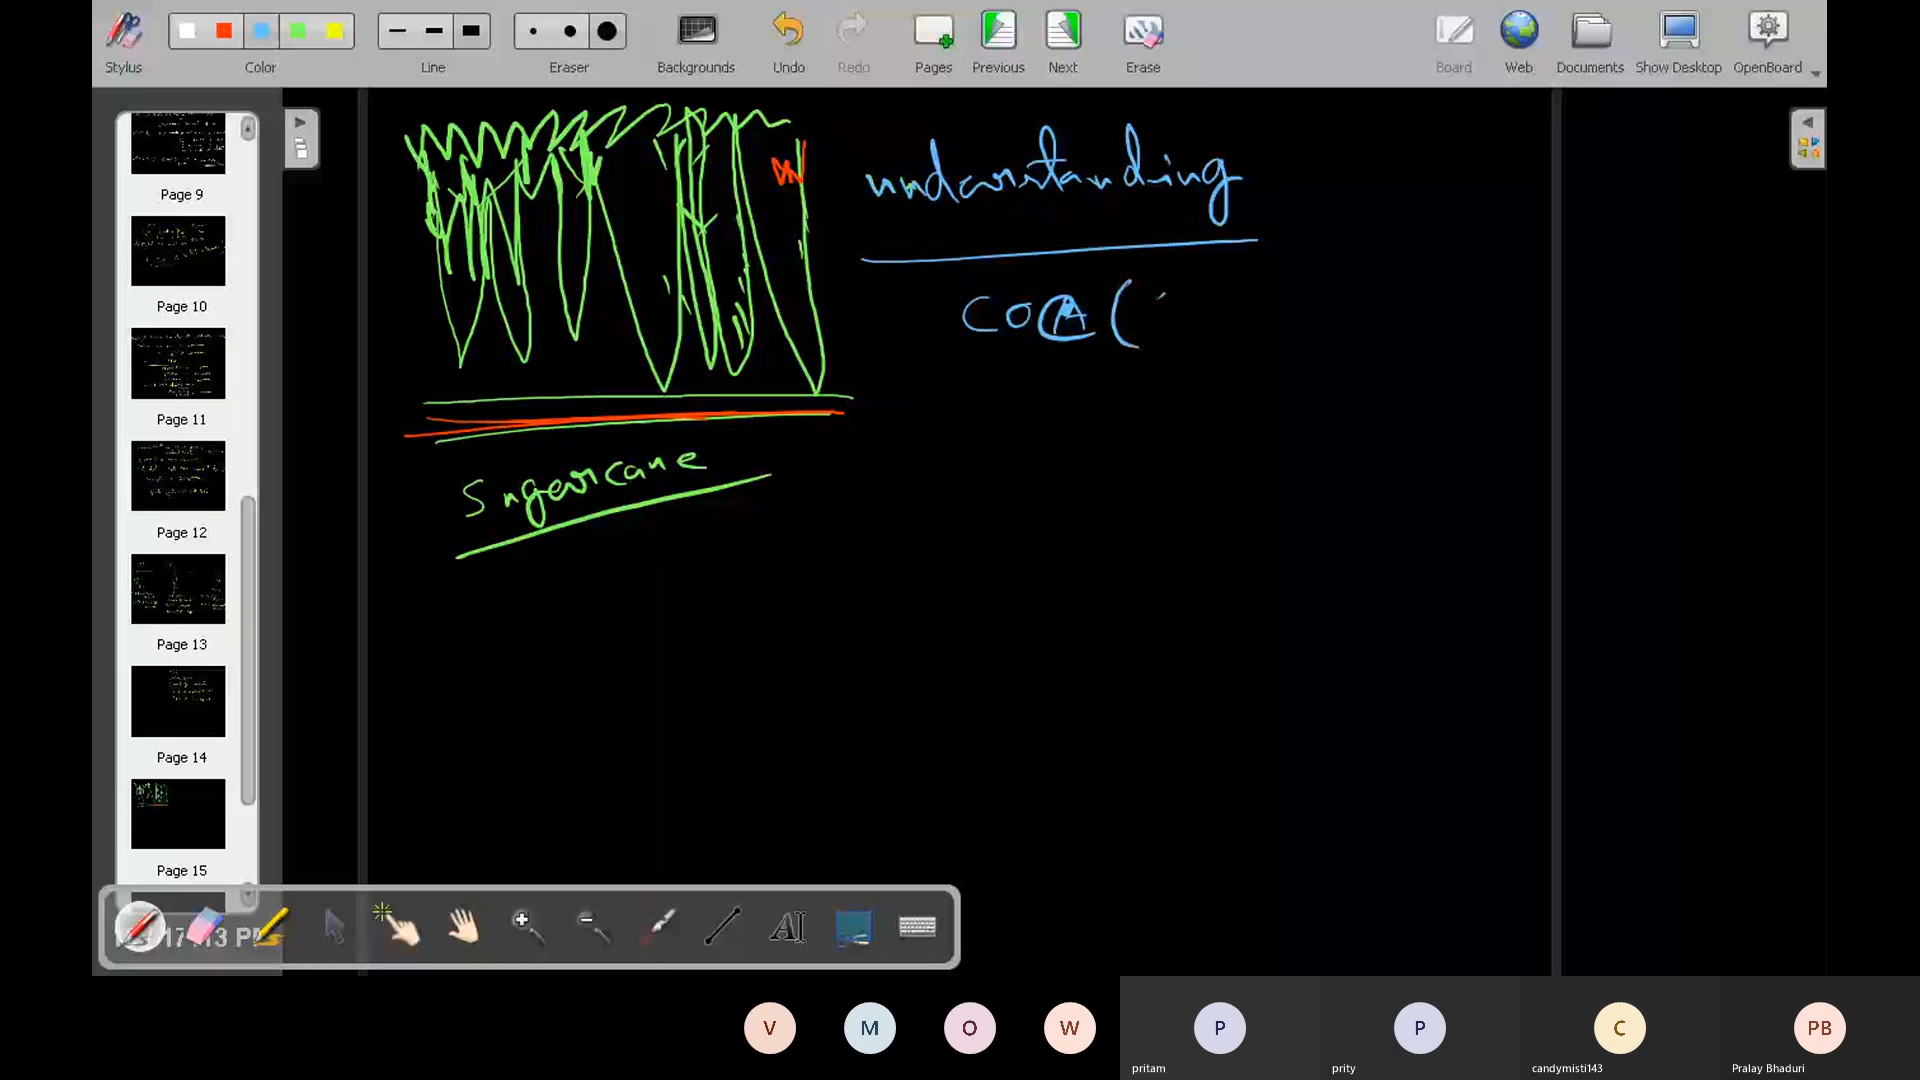 Stylus
Color
Line
Eraser
Backgrounds
Undo
Redo
Pages
Previous
Next
Erase
Board
Web
Documents
Show Desktop
OpenBoard
Page 9
Page 10
Page 11
Page 12
Page 13
Page 14
Page 15
understanding
COA (
Sugarcane
V
M
O
W
P
pritam
P
prity
C
candymisti143
PB
Pralay Bhaduri